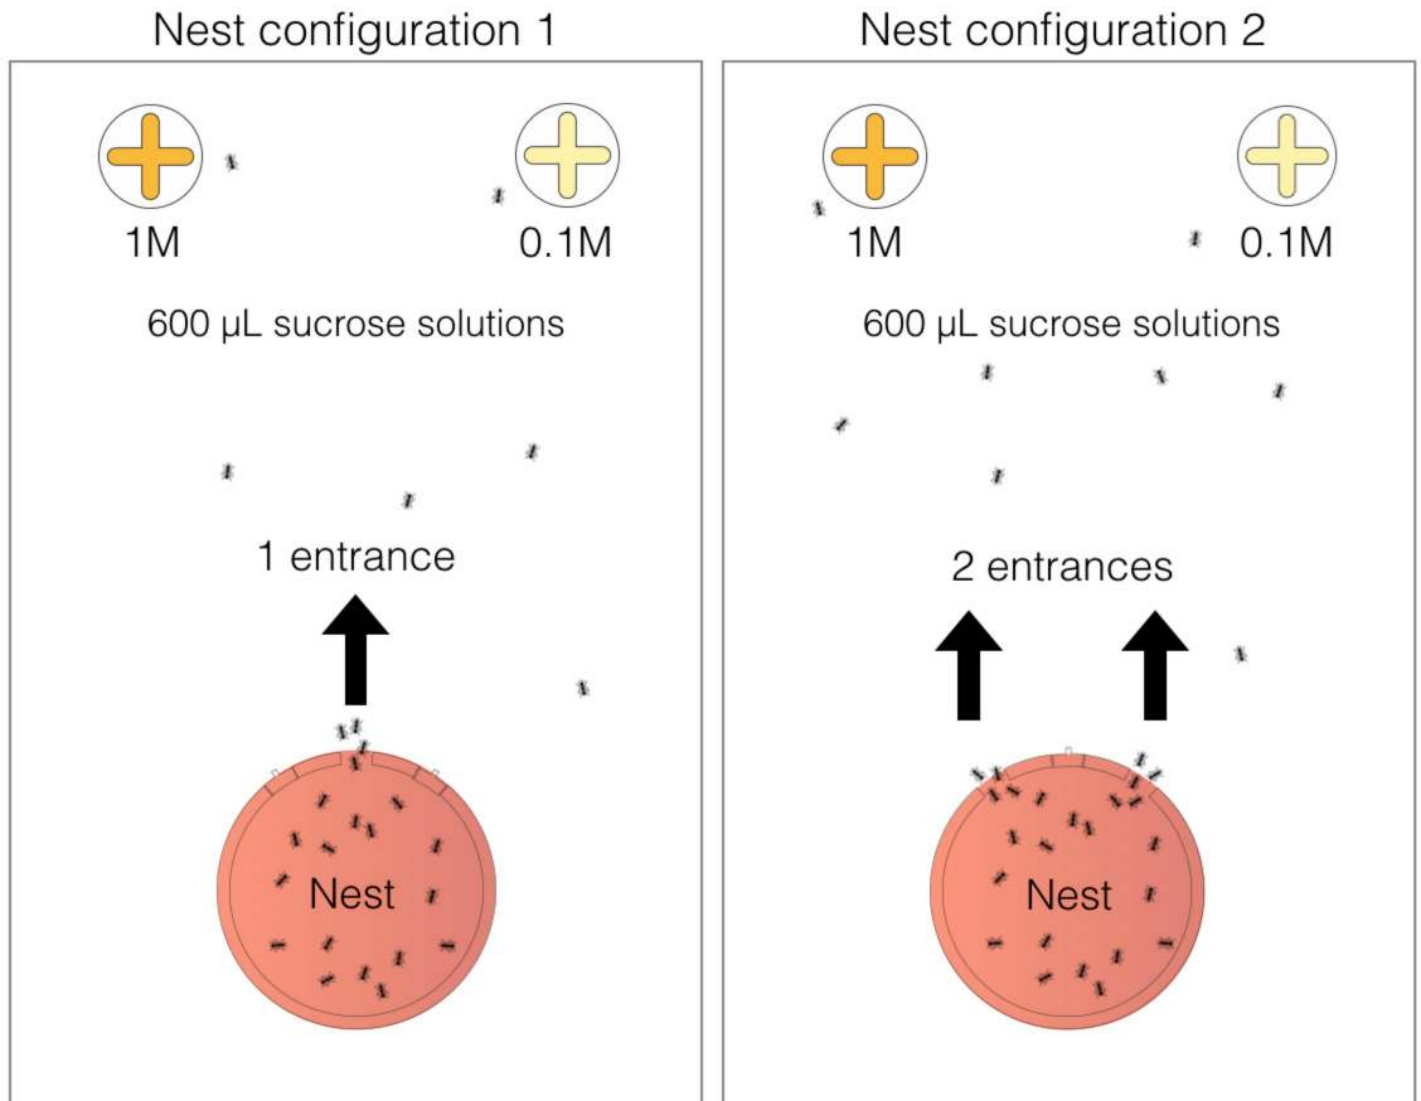 Nest configuration 1
1M
0.1M
600 μL sucrose solutions
1 entrance
Nest
Nest configuration 2
1M
0.1M
600 μL sucrose solutions
2 entrances
Nest